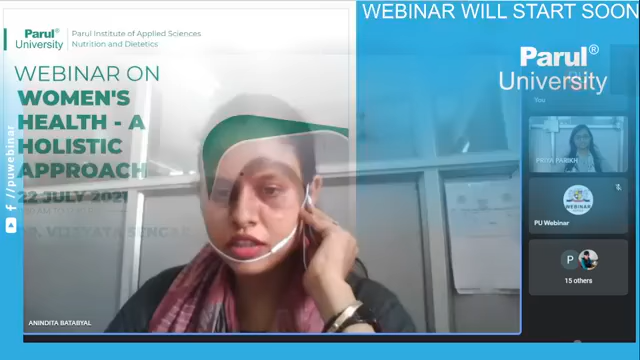 WEBINAR WILL START SOON
Parul® University
Parul Institute of Applied Sciences
Nutrition and Dietetics
WEBINAR ON
WOMEN'S
HEALTH - A
HOLISTIC
APPROACH
22 JULY 2021
/puwebinar
Parul®
University
You
PRIYA PARIKH
WEBINAR
PU Webinar
P
15 others
ANINDITA BATABYAL